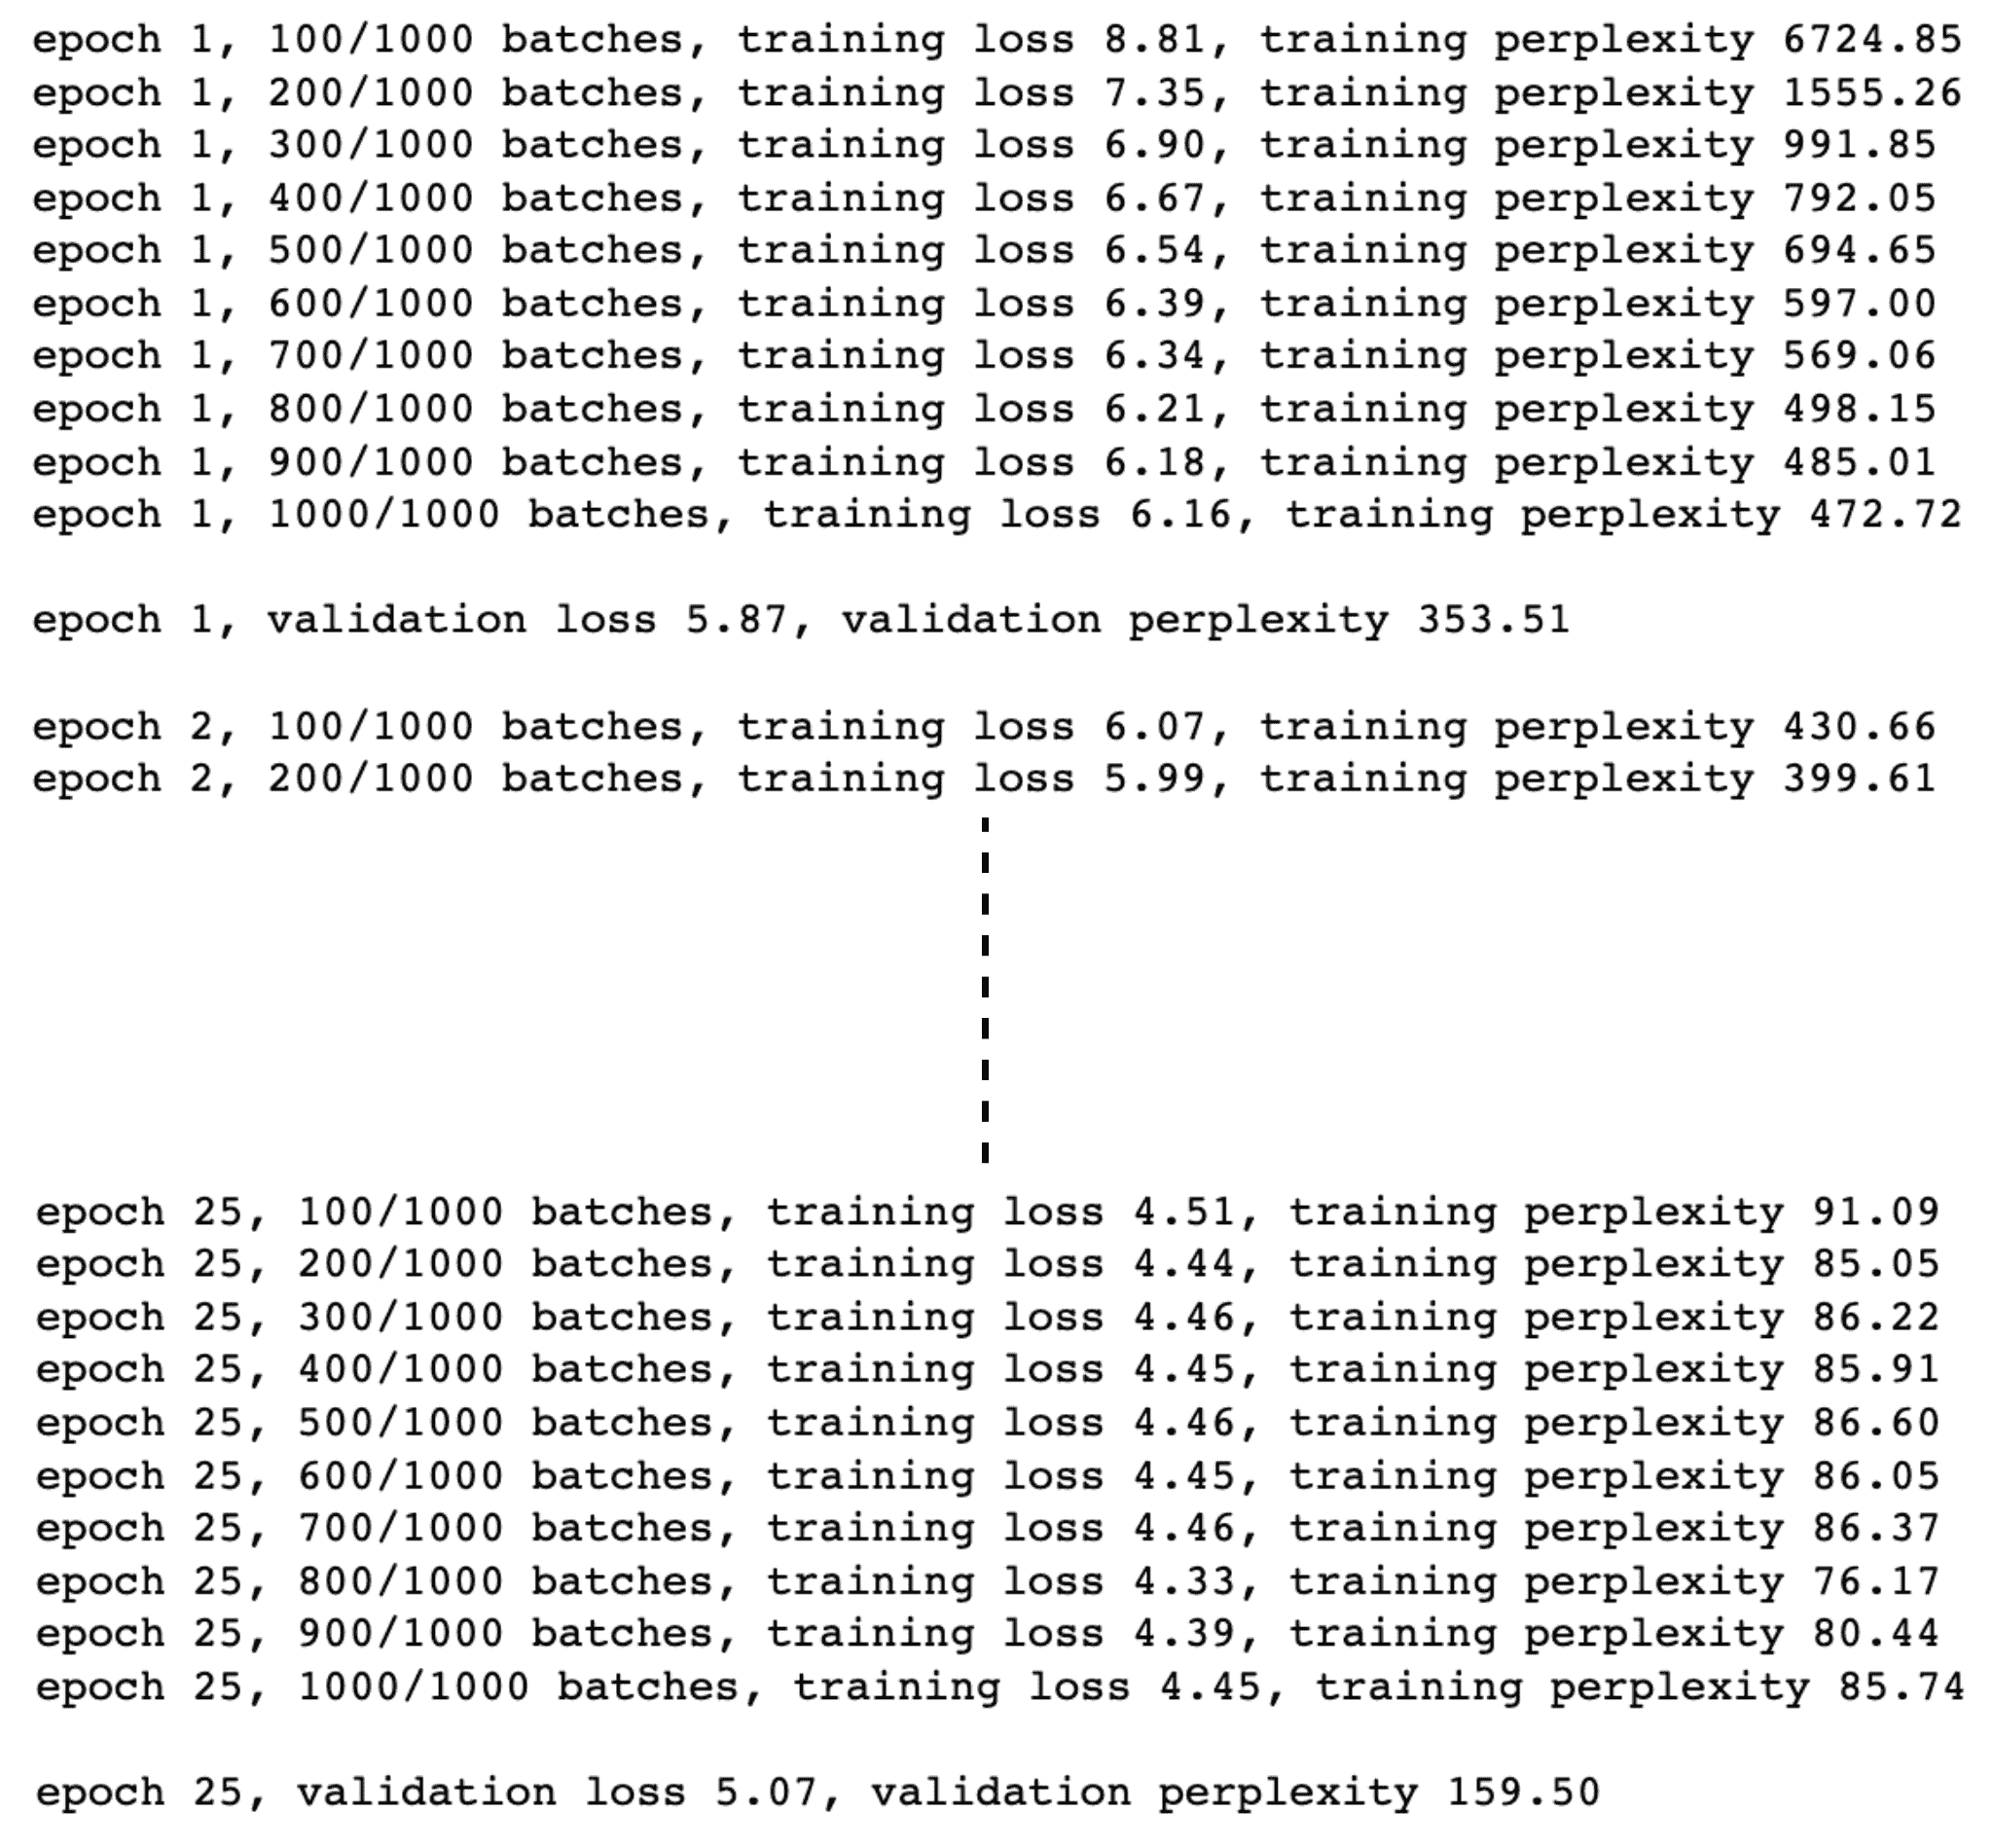 epoch 1, 100/1000 batches, training loss 8.81, training perplexity 6724.85
epoch 1, 200/1000 batches, training loss 7.35, training perplexity 1555.26
epoch 1, 300/1000 batches, training loss 6.90, training perplexity 991.85
epoch 1, 400/1000 batches, training loss 6.67, training perplexity 792.05
epoch 1, 500/1000 batches, training loss 6.54, training perplexity 694.65
epoch 1, 600/1000 batches, training loss 6.39, training perplexity 597.00
epoch 1, 700/1000 batches, training loss 6.34, training perplexity 569.06
epoch 1, 800/1000 batches, training loss 6.21, training perplexity 498.15
epoch 1, 900/1000 batches, training loss 6.18, training perplexity 485.01
epoch 1, 1000/1000 batches, training loss 6.16, training perplexity 472.72
epoch 1, validation loss 5.87, validation perplexity 353.51
epoch 2, 100/1000 batches, training loss 6.07, training perplexity 430.66
epoch 2, 200/1000 batches, training loss 5.99, training perplexity 399.61
epoch 25, 100/1000 batches, training loss 4.51, training perplexity 91.09
epoch 25, 200/1000 batches, training loss 4.44, training perplexity 85.05
epoch 25, 300/1000 batches, training loss 4.46, training perplexity 86.22
epoch 25, 400/1000 batches, training loss 4.45, training perplexity 85.91
epoch 25, 500/1000 batches, training loss 4.46, training perplexity 86.60
epoch 25, 600/1000 batches, training loss 4.45, training perplexity 86.05
epoch 25, 700/1000 batches, training loss 4.46, training perplexity 86.37
epoch 25, 800/1000 batches, training loss 4.33, training perplexity 76.17
epoch 25, 900/1000 batches, training loss 4.39, training perplexity 80.44
epoch 25, 1000/1000 batches, training loss 4.45, training perplexity 85.74
epoch 25, validation loss 5.07, validation perplexity 159.50